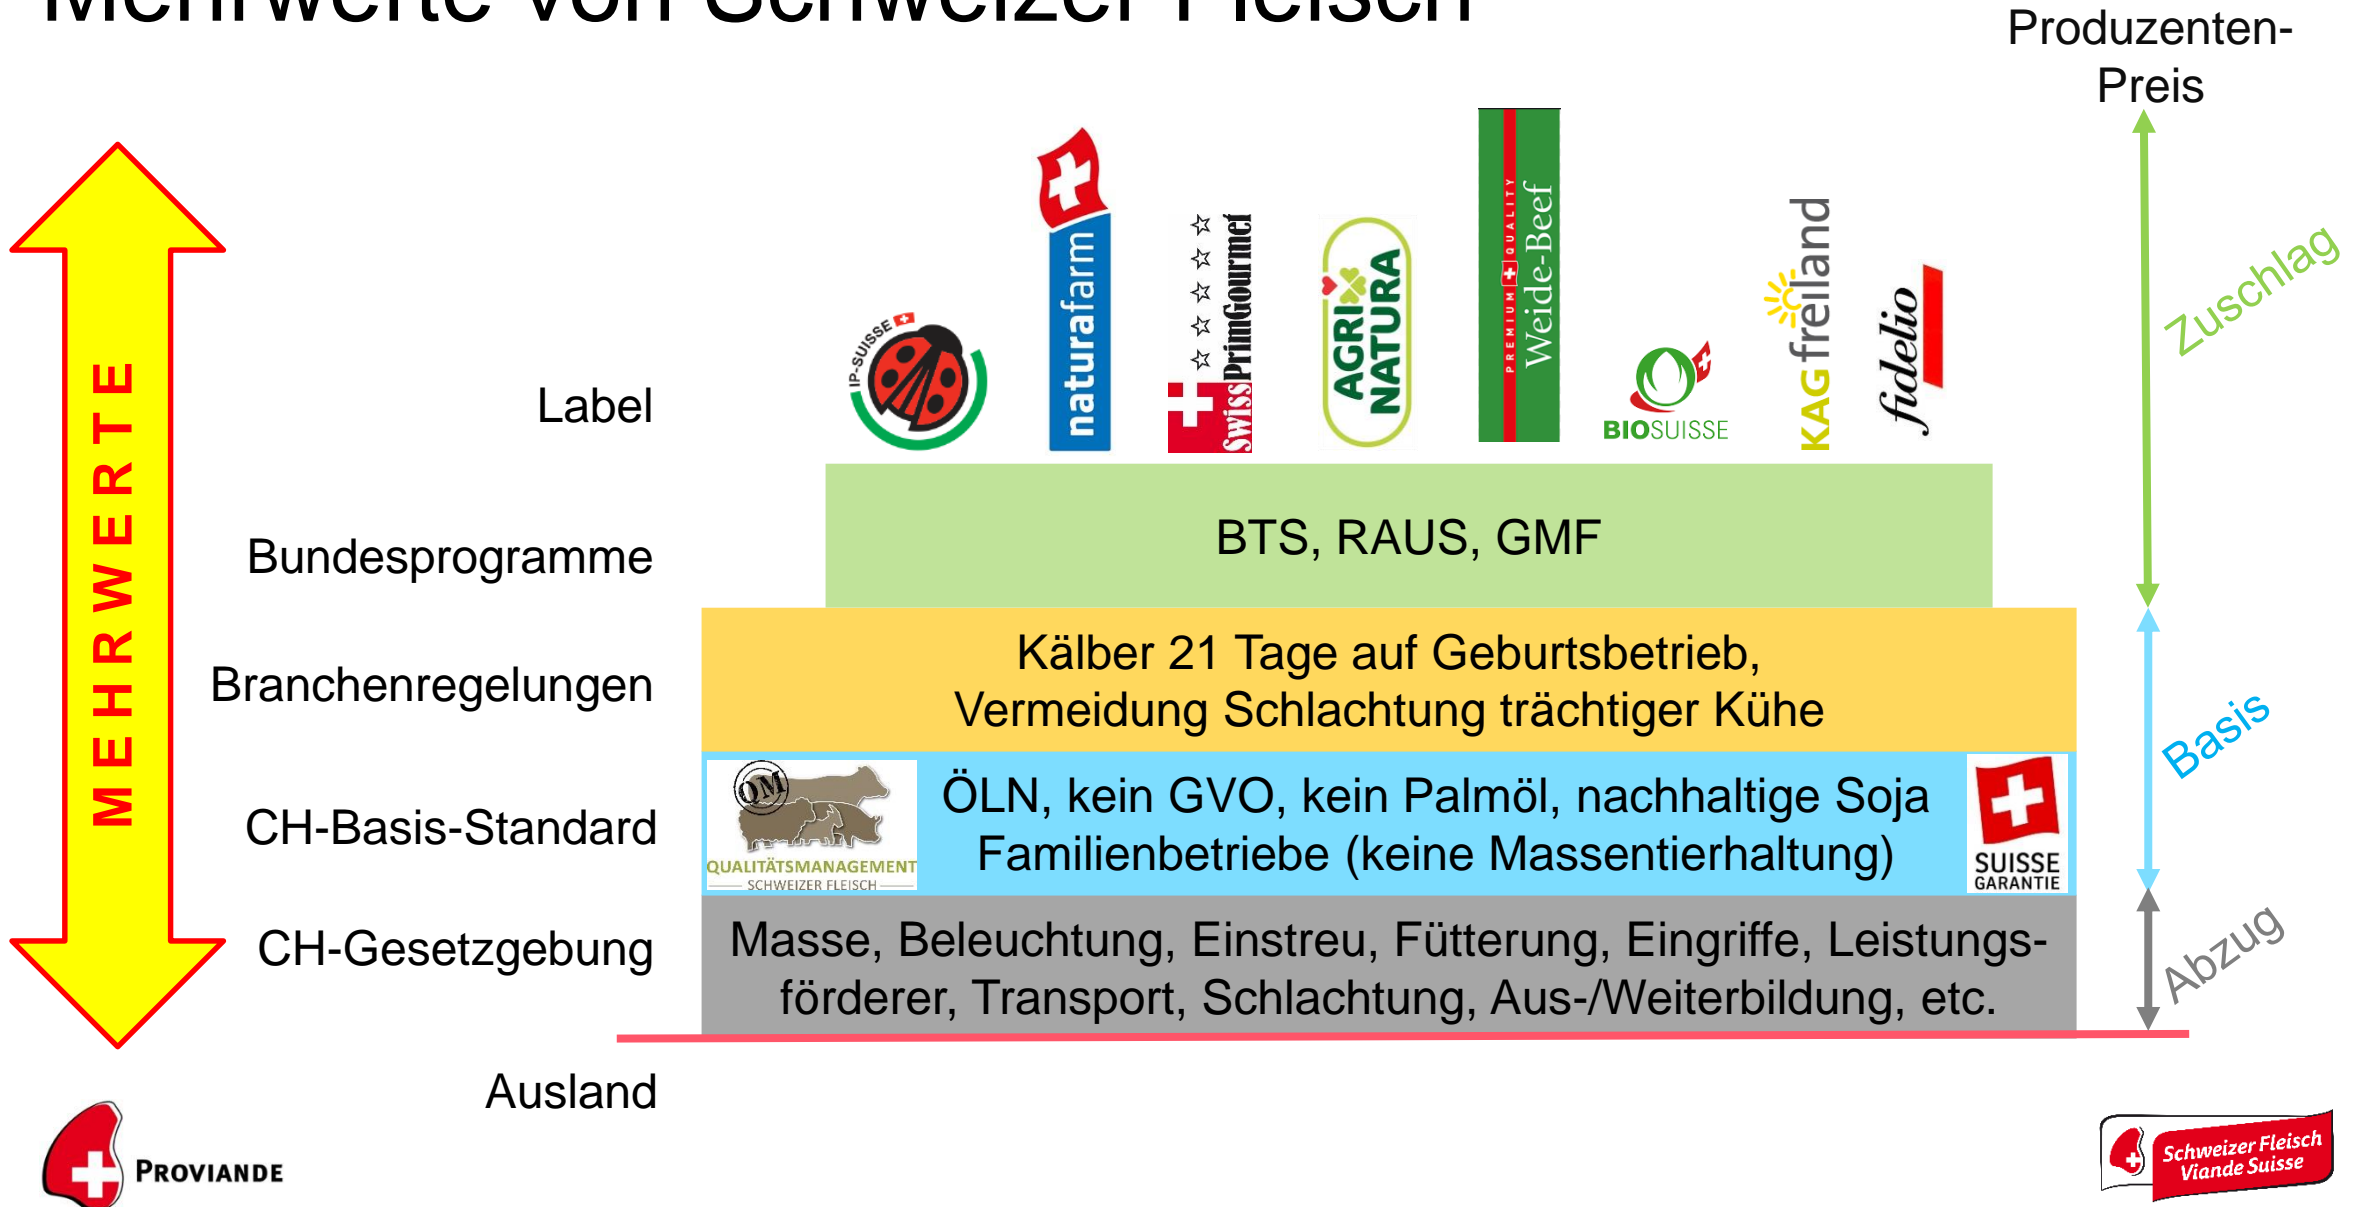 Mehrwerte von Schweizer Fleisch
Produzenten-
Preis
MEHRWERTE
Label
IP-SUISSE
naturafarm
SwissPrimGourmet
AGRI
NATURA
PREMIUM QUALITY
Weide-Beef
BIOSUISSE
KAGfreiland
fidelio
Zuschlag
Bundesprogramme
BTS, RAUS, GMF
Branchenregelungen
Kälber 21 Tage auf Geburtsbetrieb,
Vermeidung Schlachtung trächtiger Kühe
Basis
CH-Basis-Standard
QM
QUALITÄTSMANAGEMENT
SCHWEIZER FLEISCH
ÖLN, kein GVO, kein Palmöl, nachhaltige Soja
Familienbetriebe (keine Massentierhaltung)
SUISSE
GARANTIE
CH-Gesetzgebung
Masse, Beleuchtung, Einstreu, Fütterung, Eingriffe, Leistungs-
förderer, Transport, Schlachtung, Aus-/Weiterbildung, etc.
Abzug
Ausland
PROVIANDE
Schweizer Fleisch
Viande Suisse